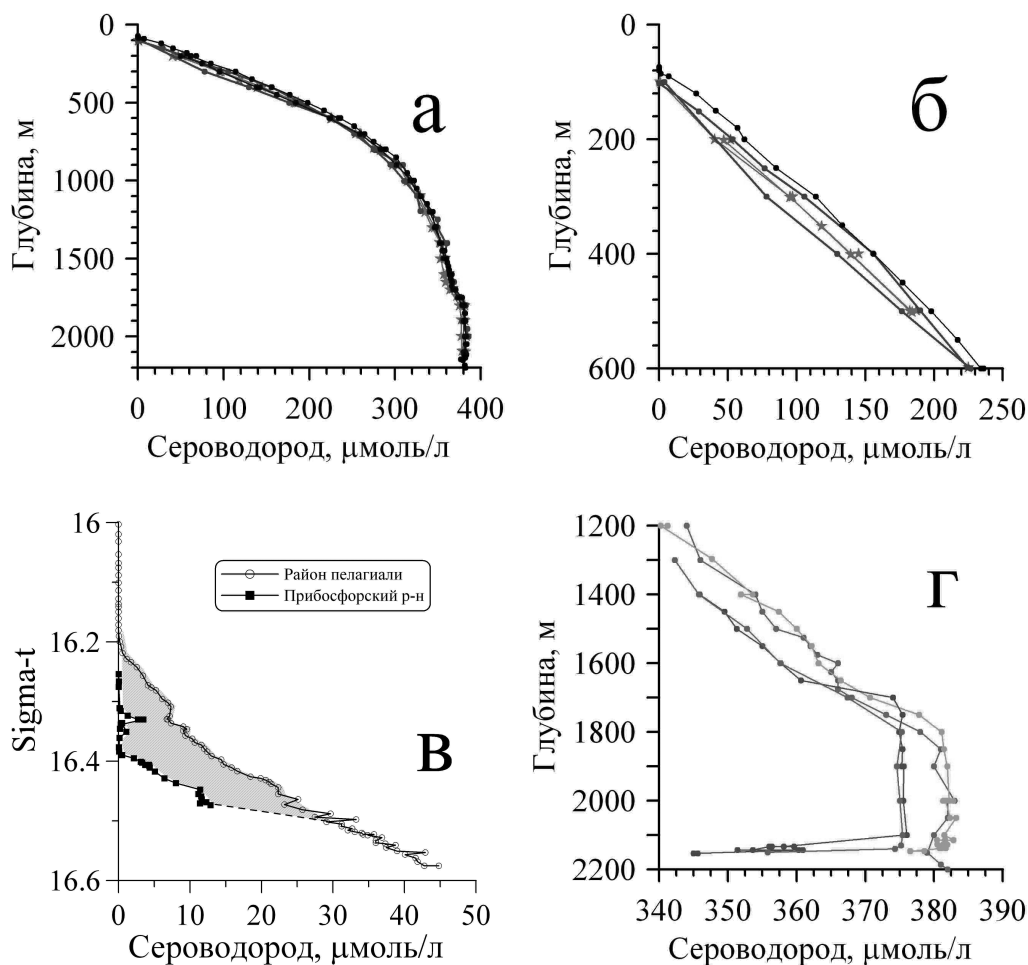 0
500
1000
1500
2000
Глубина, м
а
0 100 200 300 400
Сероводород, µмоль/л
0
200
400
600
Глубина, м
б
0 50 100 150 200 250
Сероводород, µмоль/л
16
16.2
16.4
16.6
Sigma-t
Район пелагиали
Прибосфорский р-н
в
0 10 20 30 40 50
Сероводород, µмоль/л
1200
1400
1600
1800
2000
2200
Глубина, м
г
340 350 360 370 380 390
Сероводород, µмоль/л